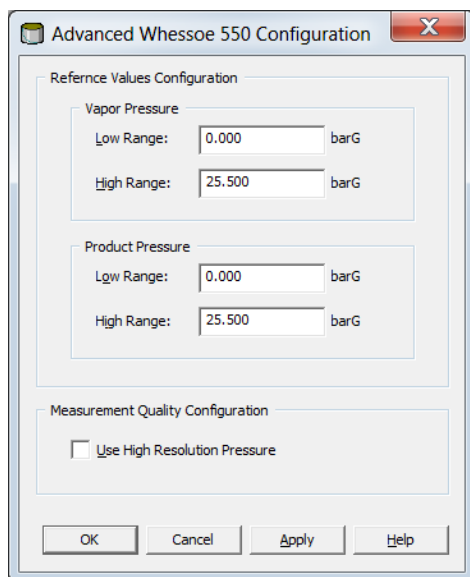 Advanced Whessoe 550 Configuration
Refernce Values Configuration
Vapor Pressure
Low Range: 0.000 barG
High Range: 25.500 barG
Product Pressure
Low Range: 0.000 barG
High Range: 25.500 barG
Measurement Quality Configuration
Use High Resolution Pressure
OK Cancel Apply Help